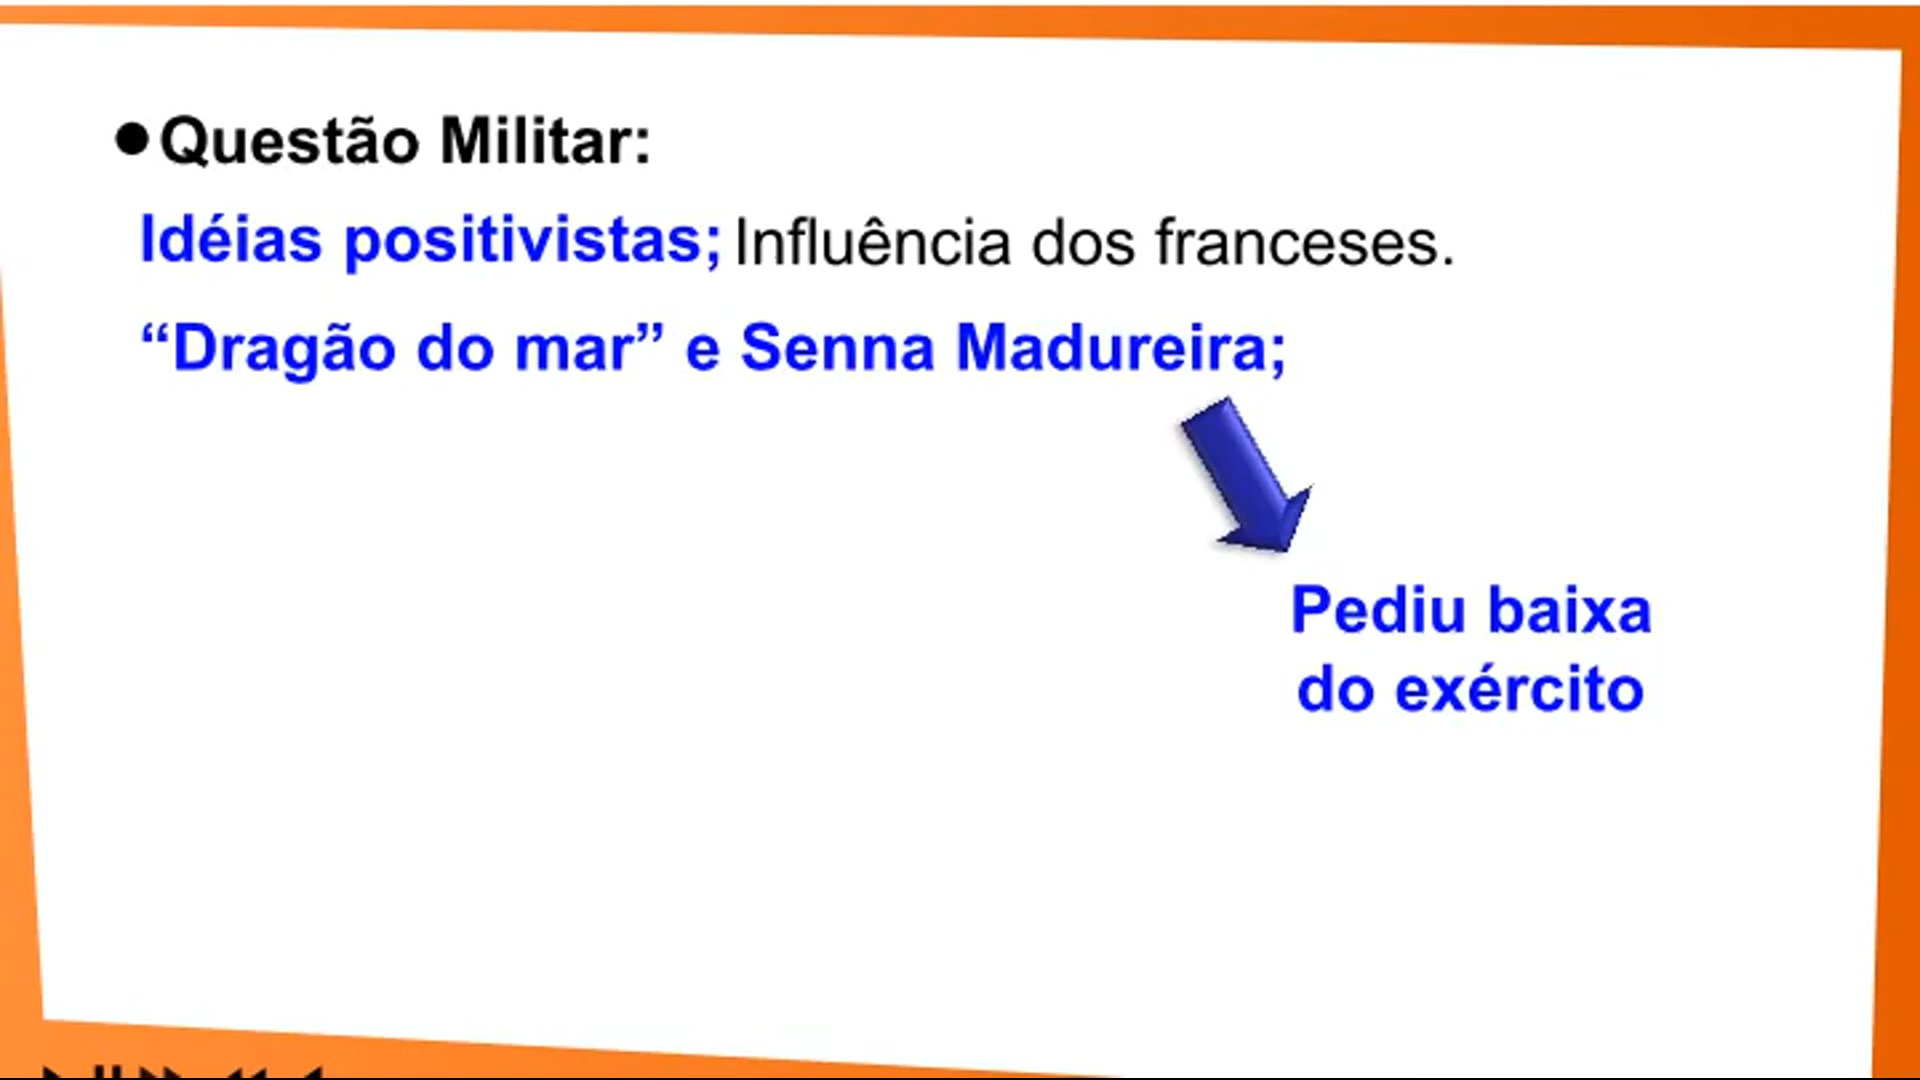 ●Questão Militar:
Idéias positivistas; Influência dos franceses.
“Dragão do mar” e Senna Madureira;
Pediu baixa
do exército